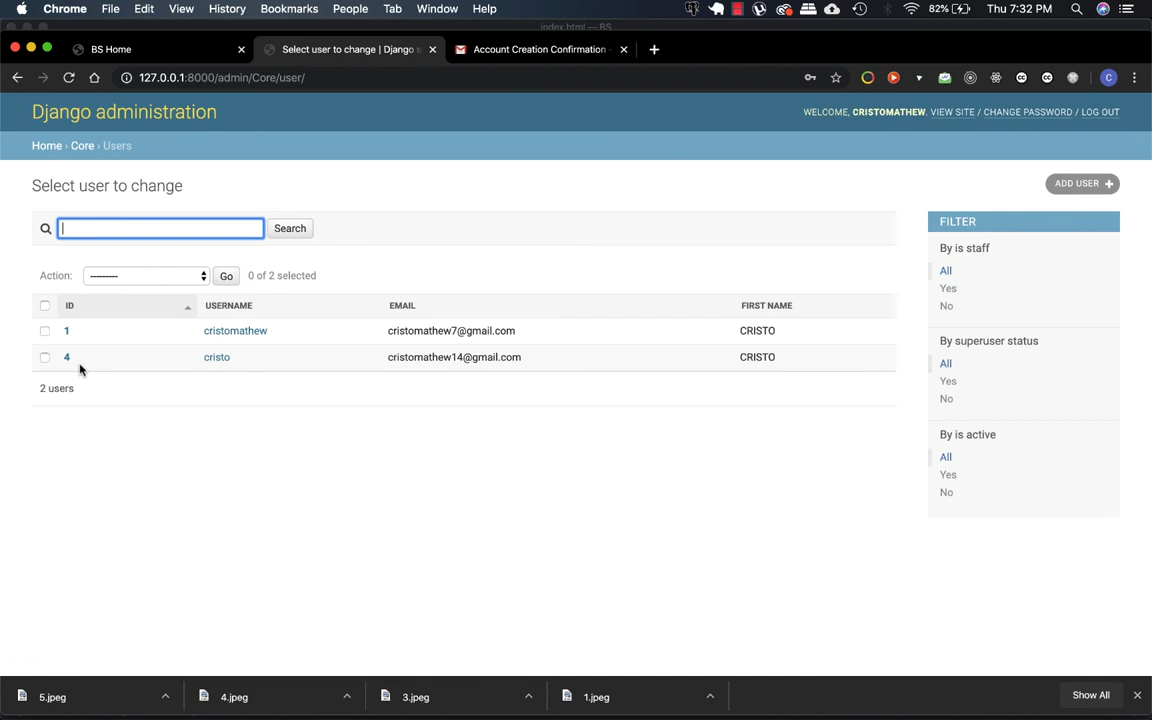 Chrome File Edit View History Bookmarks People Tab Window Help 82% Thu 7:32 PM
index.html — BS
BS Home Select user to change | Django s Account Creation Confirmation -
127.0.0.1:8000/admin/Core/user/ C
Django administration WELCOME, CRISTOMATHEW. VIEW SITE / CHANGE PASSWORD / LOG OUT
Home › Core › Users
Select user to change ADD USER +
Search FILTER
By is staff
Action: --------- Go 0 of 2 selected All
Yes
ID USERNAME EMAIL FIRST NAME No
1 cristomathew cristomathew7@gmail.com CRISTO
By superuser status
4 cristo cristomathew14@gmail.com CRISTO All
Yes
2 users No
By is active
All
Yes
No
5.jpeg 4.jpeg 3.jpeg 1.jpeg Show All